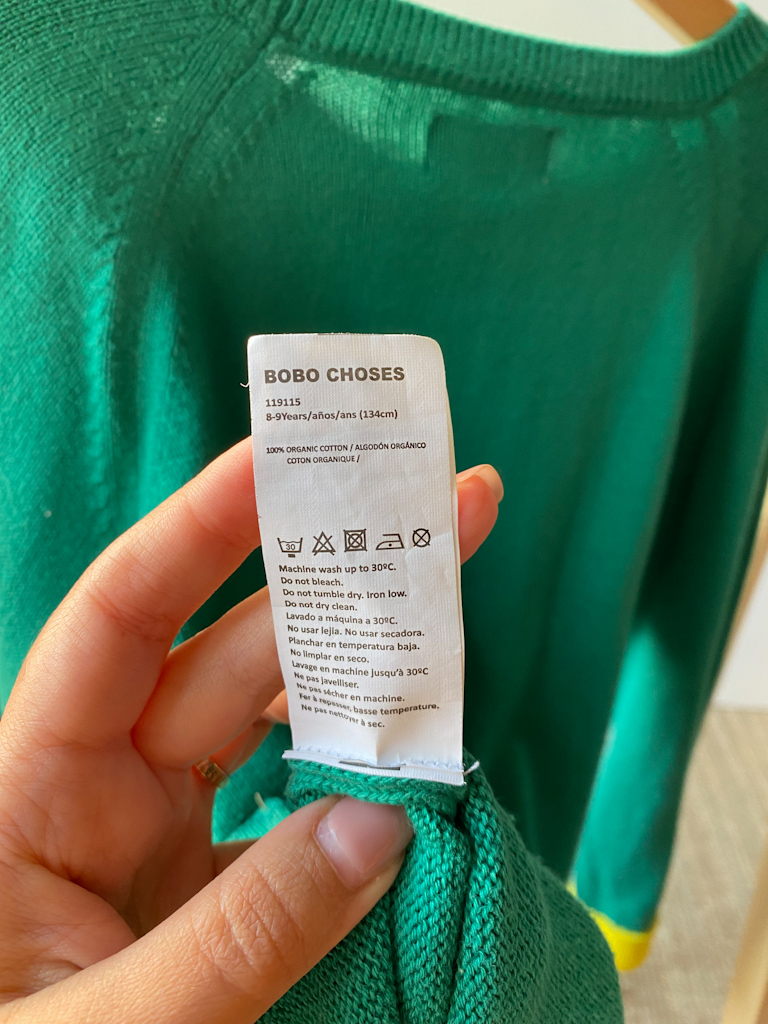 BOBO CHOSES
119115
8-9Years/años/ans (134cm)
100% ORGANIC COTTON / ALGODÓN ORGÁNICO
COTON ORGANIQUE /
30
Machine wash up to 30ºC.
Do not bleach.
Do not tumble dry. Iron low.
Do not dry clean.
Lavado a máquina a 30ºC.
No usar lejia. No usar secadora.
Planchar en temperatura baja.
No limpiar en seco.
Lavage en machine jusqu'à 30ºC
Ne pas javelliser.
Ne pas sécher en machine.
Fer à repasser, basse temperature.
Ne pas nettoyer à sec.